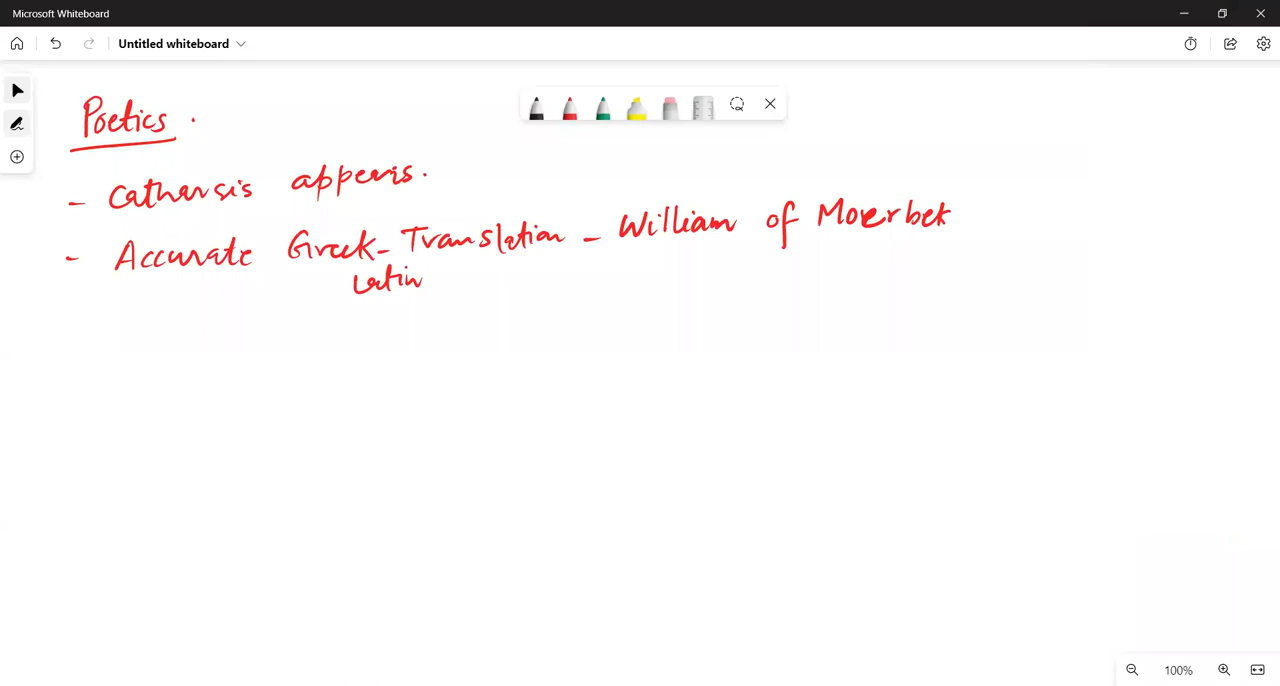 Microsoft Whiteboard
Untitled whiteboard
Poetics .
- Catharsis appears.
- Accurate Greek - Translation - William of Moerbek
Latin
100%